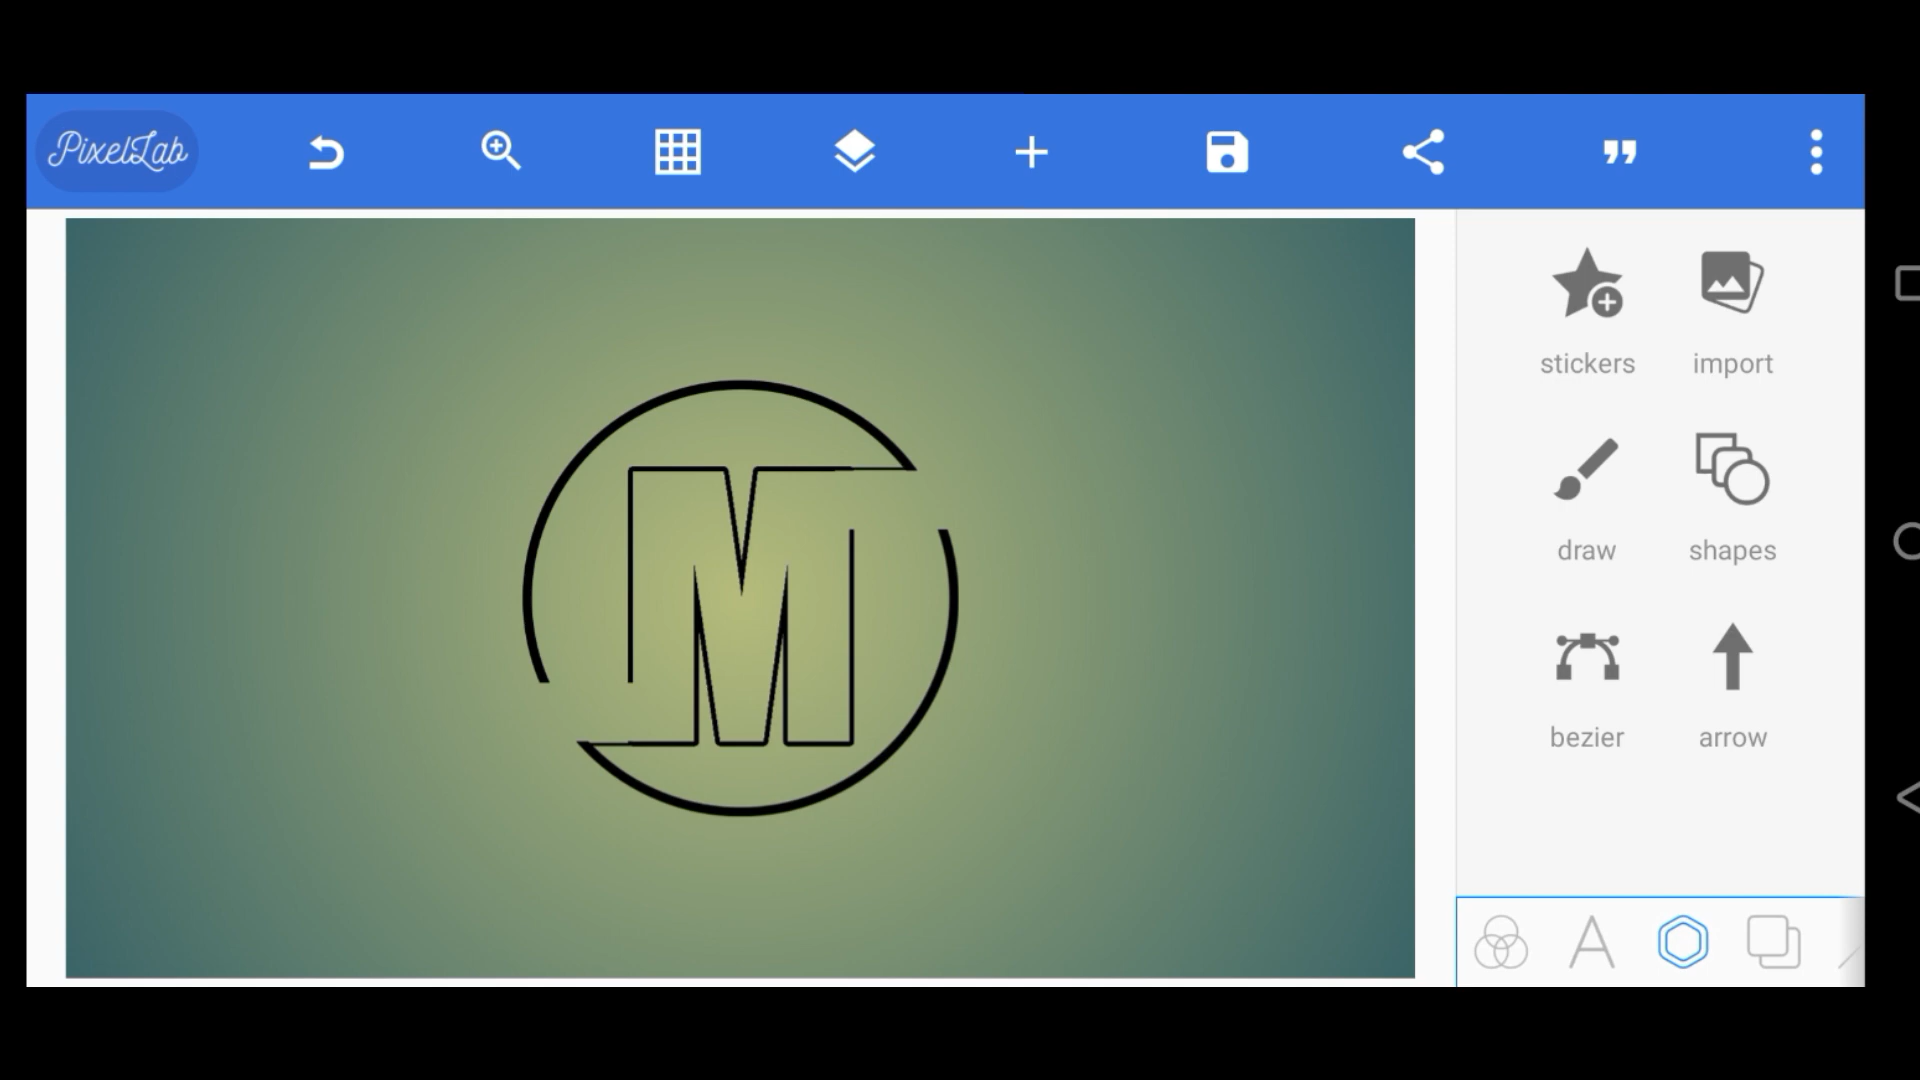 PixelLab
stickers import
draw shapes
bezier arrow
M
A